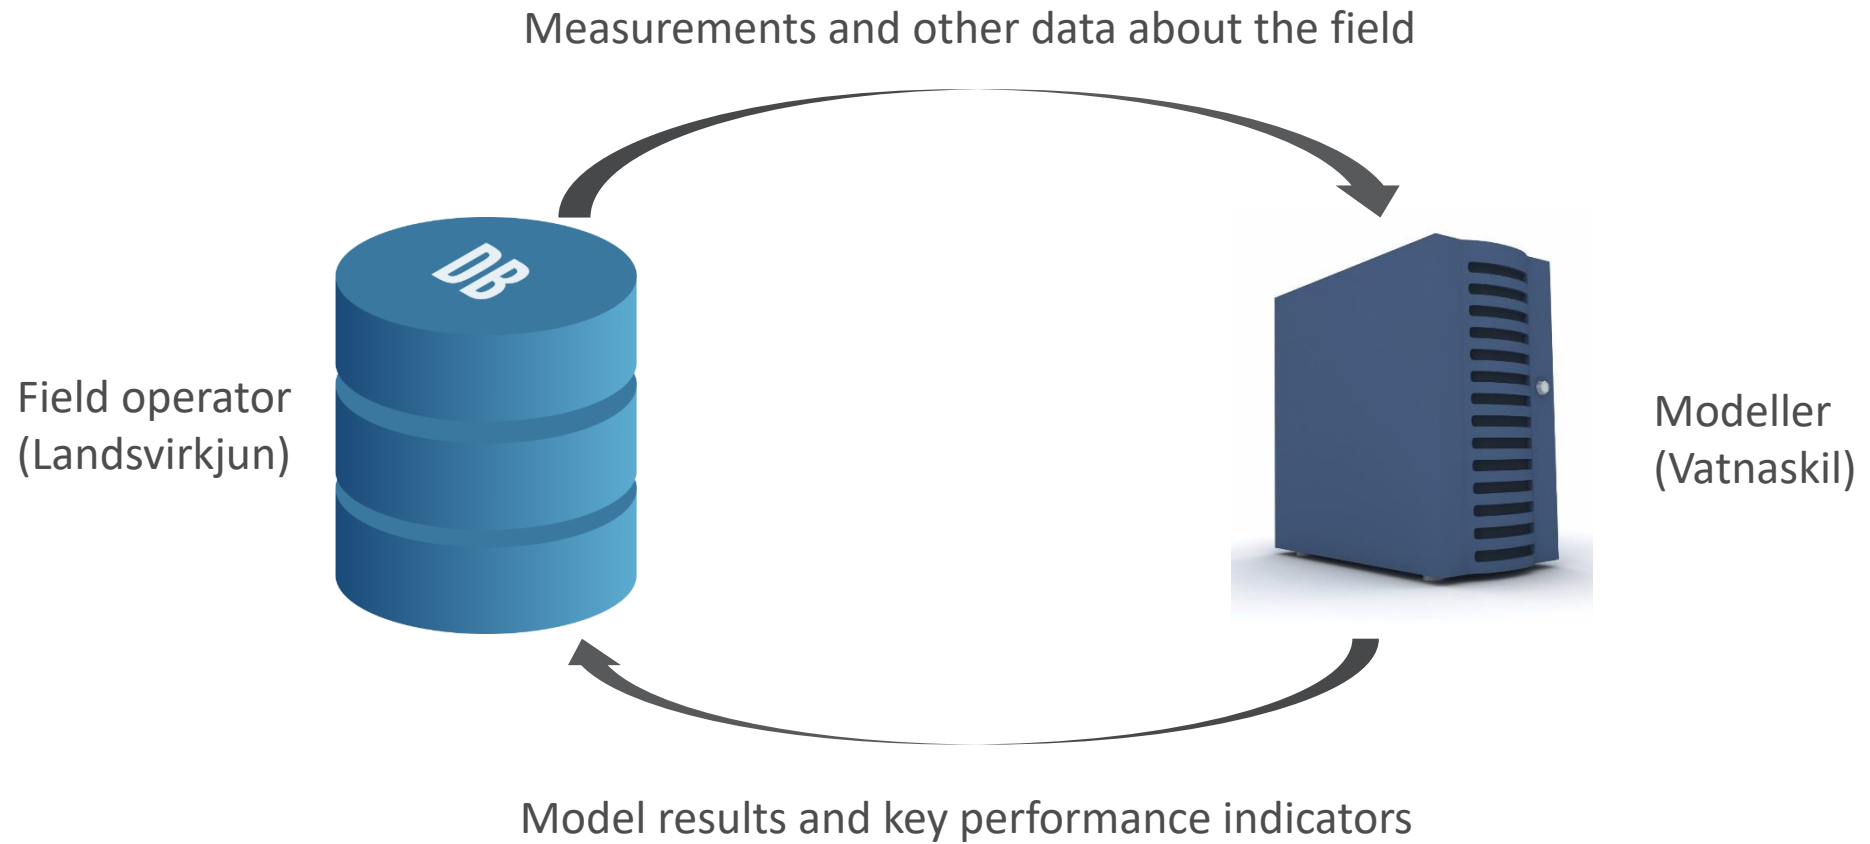 Measurements and other data about the field
DB
Field operator
(Landsvirkjun)
Modeller
(Vatnaskil)
Model results and key performance indicators